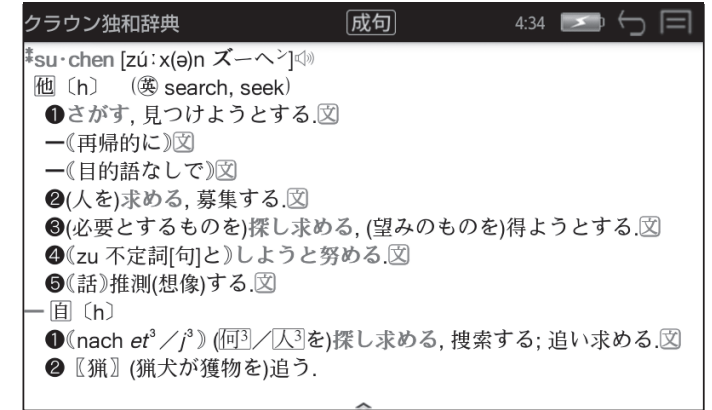 クラウン独和辞典 成句 4:34
‡su·chen [zúːx(ə)n ズーヘン]
他〔h〕 (英 search, seek)
❶さがす, 見つけようとする.文
—《再帰的に》文
—《目的語なしで》文
❷(人を)求める, 募集する.文
❸(必要とするものを)探し求める, (望みのものを)得ようとする.文
❹《zu 不定詞[句]と》しようと努める.文
❺《話》推測(想像)する.文
— 自〔h〕
❶《nach et³／j³》(何³／人³を)探し求める, 捜索する; 追い求める.文
❷〖猟〗(猟犬が獲物を)追う.